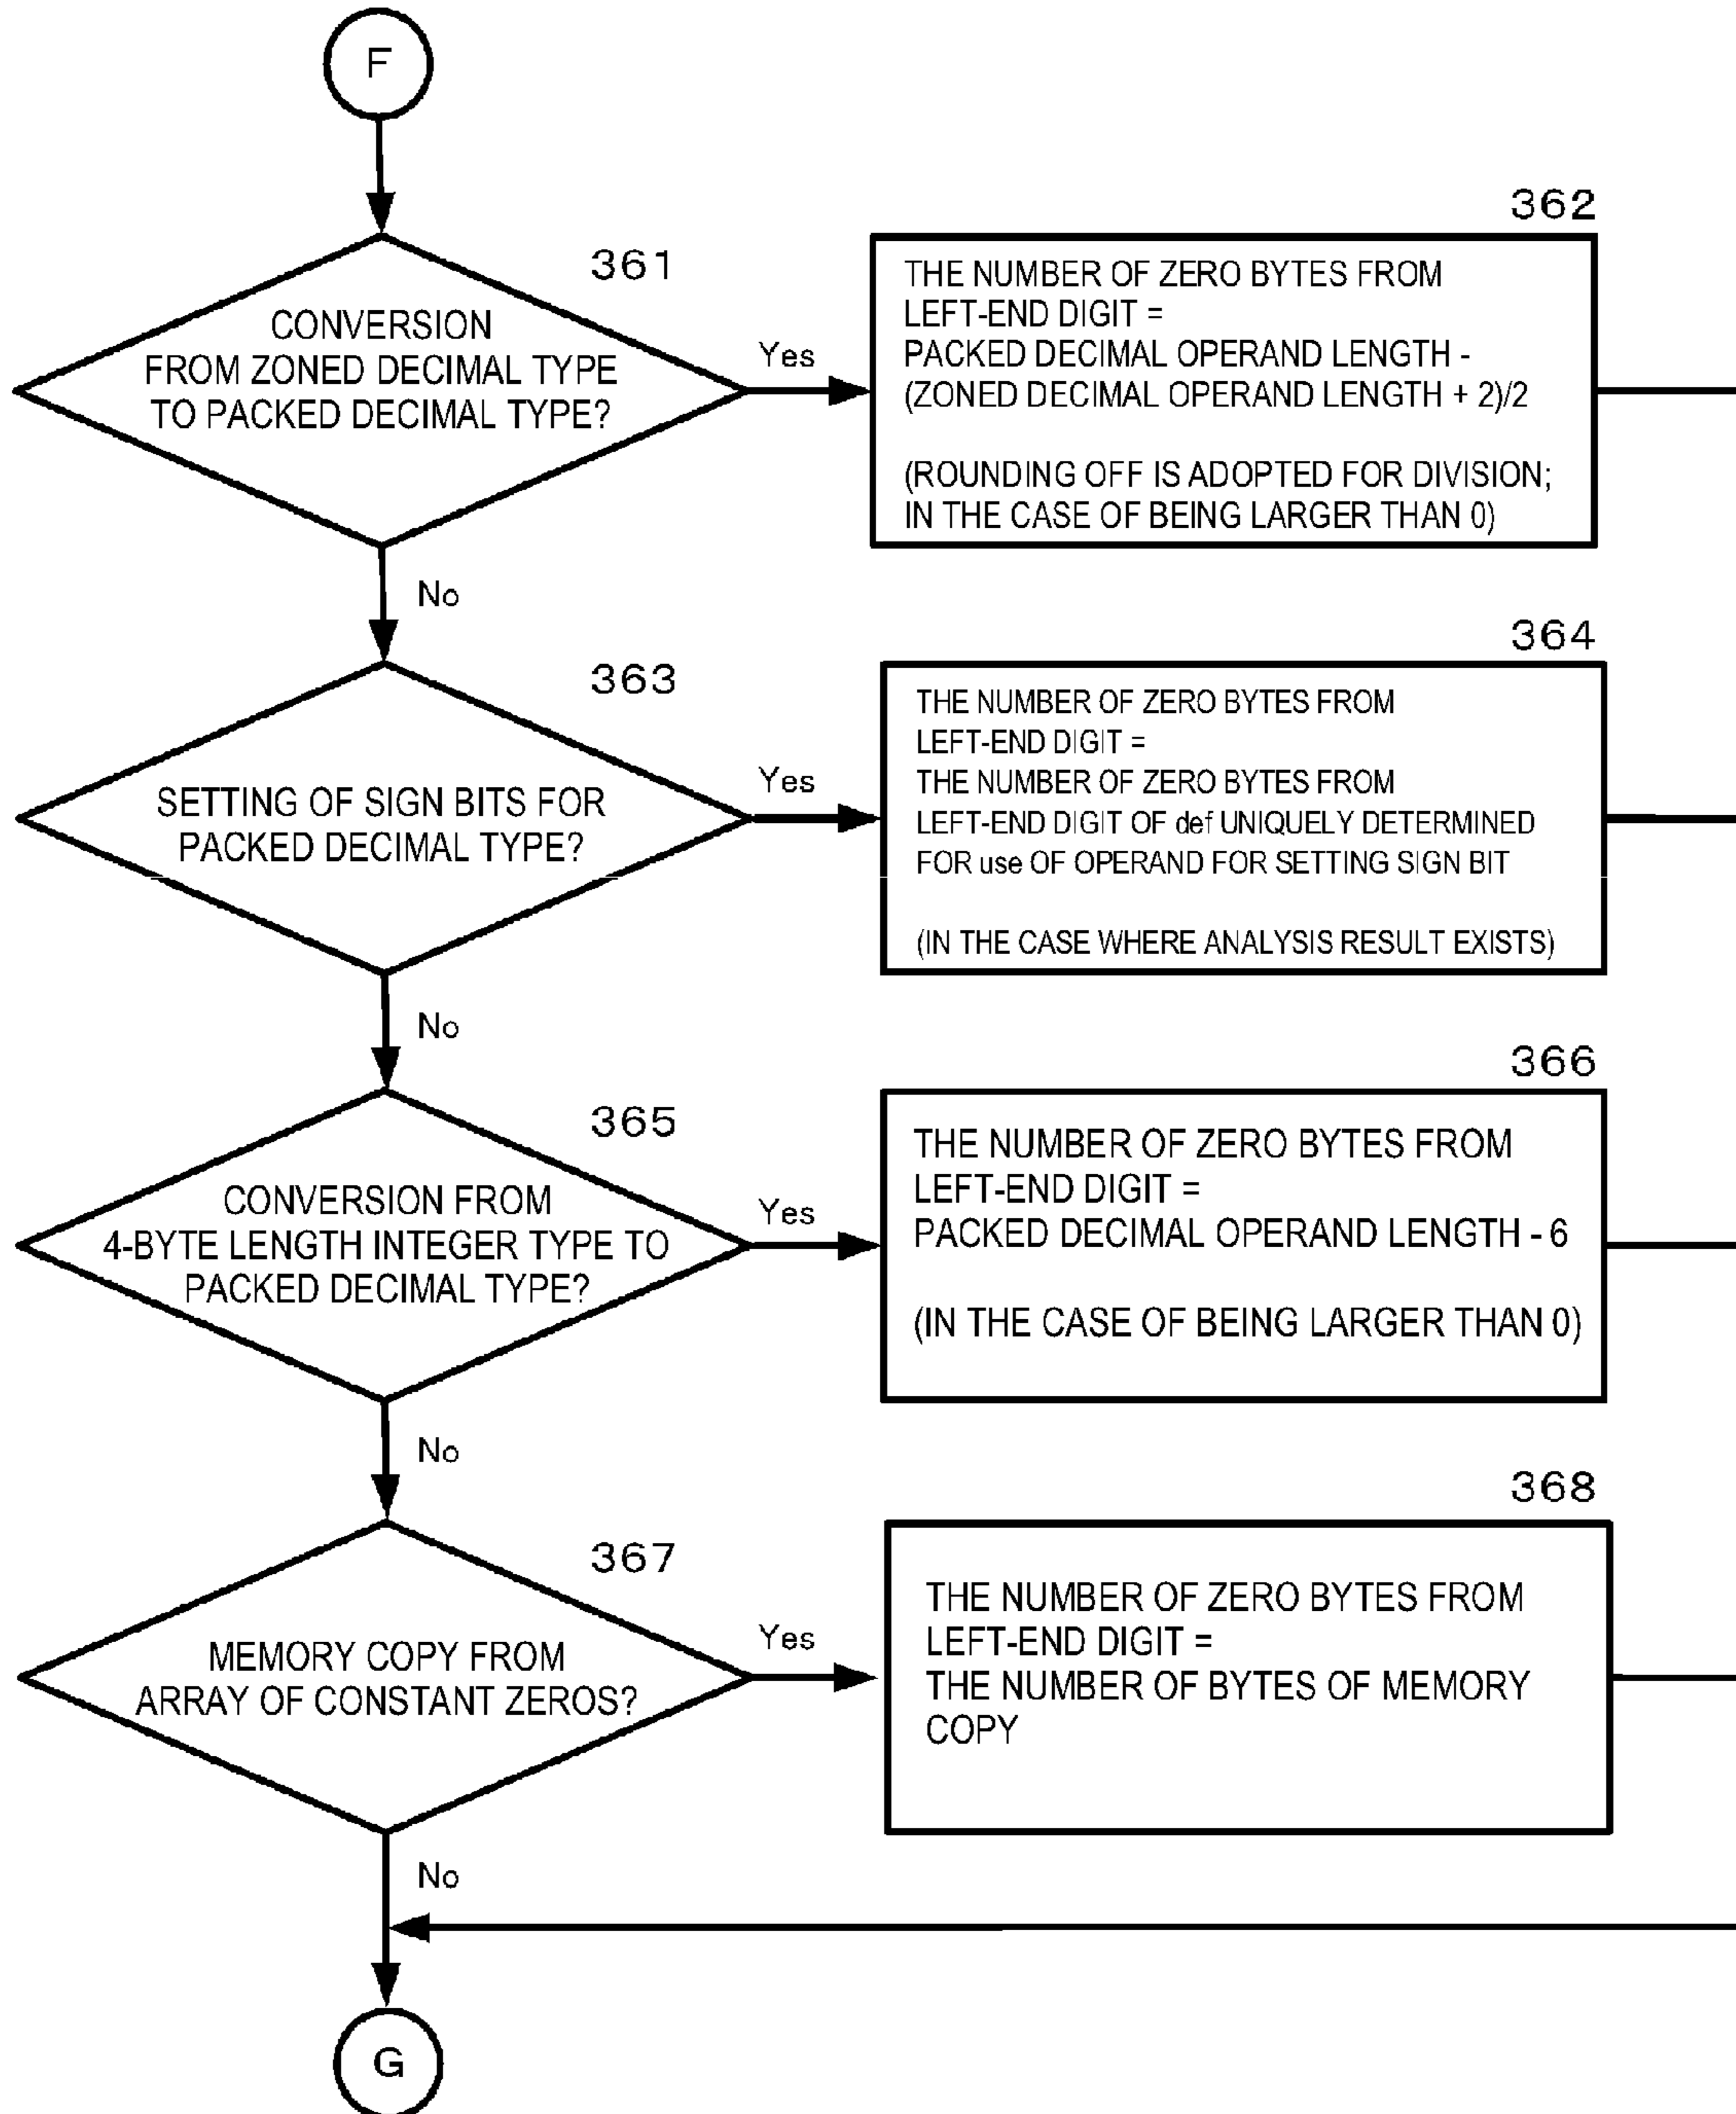 F
361
CONVERSION
FROM ZONED DECIMAL TYPE
TO PACKED DECIMAL TYPE?
Yes
362
THE NUMBER OF ZERO BYTES FROM
LEFT-END DIGIT =
PACKED DECIMAL OPERAND LENGTH -
(ZONED DECIMAL OPERAND LENGTH + 2)/2
(ROUNDING OFF IS ADOPTED FOR DIVISION;
IN THE CASE OF BEING LARGER THAN 0)
No
363
SETTING OF SIGN BITS FOR
PACKED DECIMAL TYPE?
Yes
364
THE NUMBER OF ZERO BYTES FROM
LEFT-END DIGIT =
THE NUMBER OF ZERO BYTES FROM
LEFT-END DIGIT OF def UNIQUELY DETERMINED
FOR use OF OPERAND FOR SETTING SIGN BIT
(IN THE CASE WHERE ANALYSIS RESULT EXISTS)
No
365
CONVERSION FROM
4-BYTE LENGTH INTEGER TYPE TO
PACKED DECIMAL TYPE?
Yes
366
THE NUMBER OF ZERO BYTES FROM
LEFT-END DIGIT =
PACKED DECIMAL OPERAND LENGTH - 6
(IN THE CASE OF BEING LARGER THAN 0)
No
367
MEMORY COPY FROM
ARRAY OF CONSTANT ZEROS?
Yes
368
THE NUMBER OF ZERO BYTES FROM
LEFT-END DIGIT =
THE NUMBER OF BYTES OF MEMORY
COPY
No
G